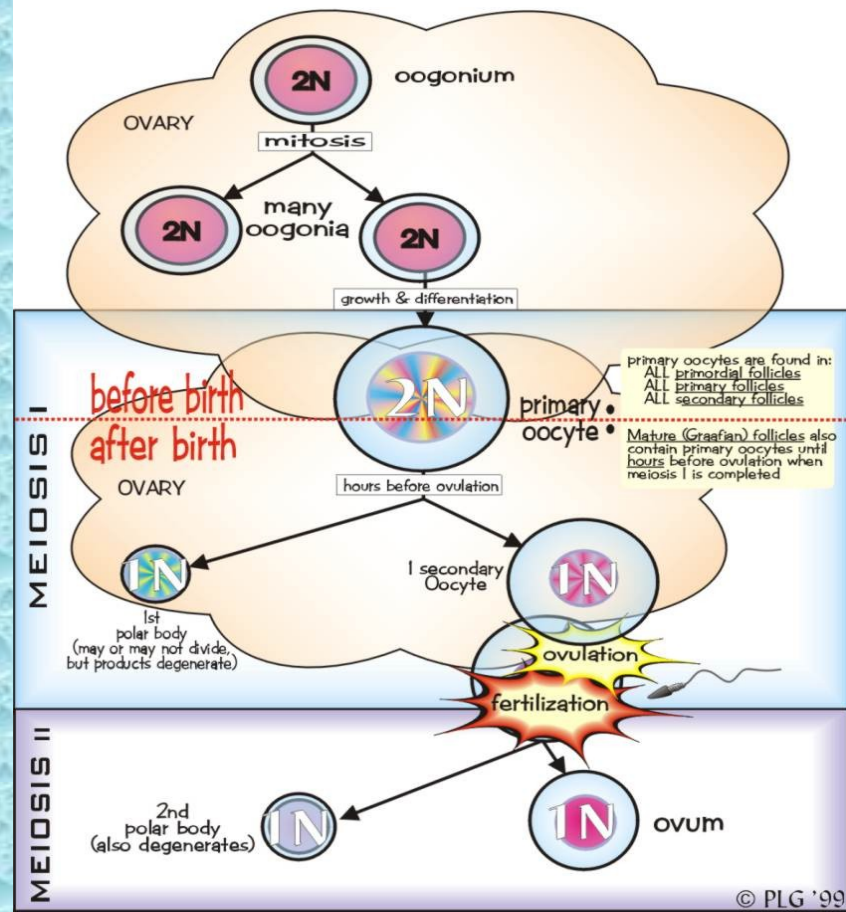 2N
oogonium
OVARY
mitosis
2N
many
oogonia
2N
growth & differentiation
MEIOSIS I
before birth
after birth
2N
primary •
oocyte •
primary oocytes are found in:
ALL primordial follicles
ALL primary follicles
ALL secondary follicles
Mature (Graafian) follicles also
contain primary oocytes until
hours before ovulation when
meiosis I is completed
OVARY
hours before ovulation
1N
1st
polar body
(may or may not divide,
but products degenerate)
1 secondary
Oocyte
1N
ovulation
fertilization
MEIOSIS II
2nd
polar body
(also degenerates)
1N
1N
ovum
© PLG '99